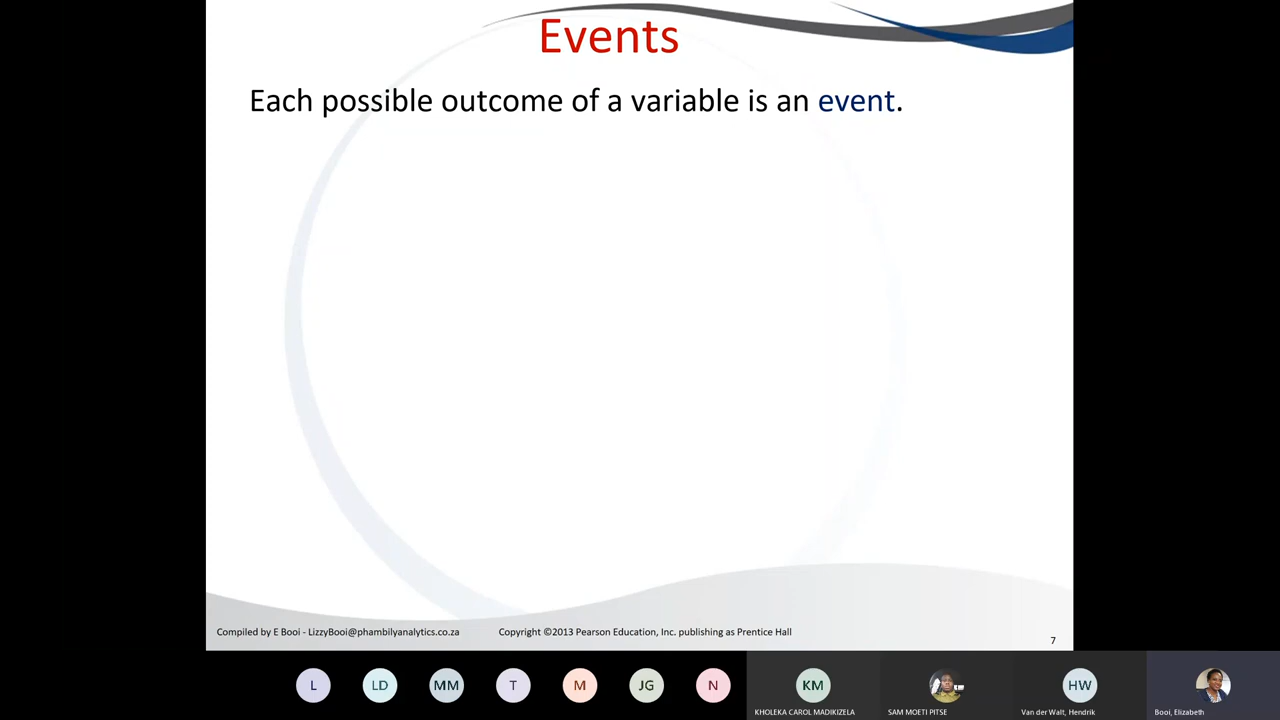 Events
Each possible outcome of a variable is an event.
Compiled by E Booi - LizzyBooi@phambilyanalytics.co.za
Copyright ©2013 Pearson Education, Inc. publishing as Prentice Hall
7
L
LD
MM
T
M
JG
N
KM
HW
KHOLEKA CAROL MADIKIZELA
SAM MOETI PITSE
Van der Walt, Hendrik
Booi, Elizabeth